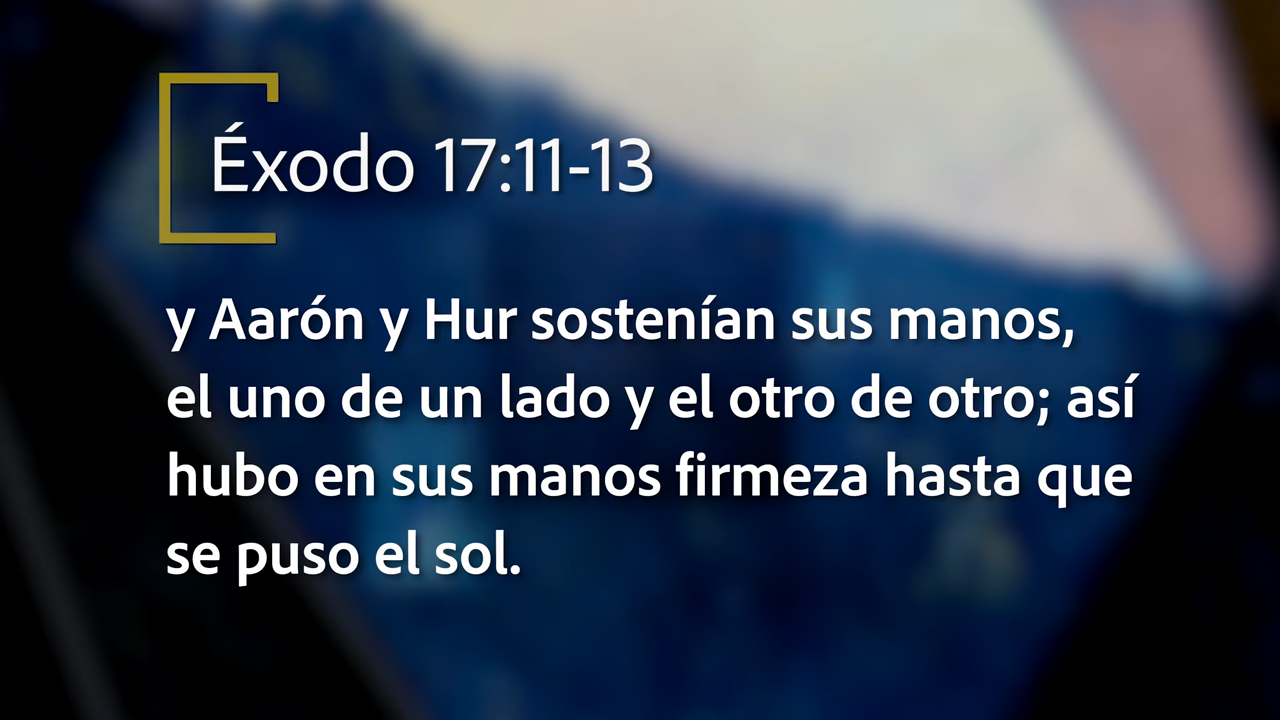 Éxodo 17:11-13
y Aarón y Hur sostenían sus manos,
el uno de un lado y el otro de otro; así
hubo en sus manos firmeza hasta que
se puso el sol.